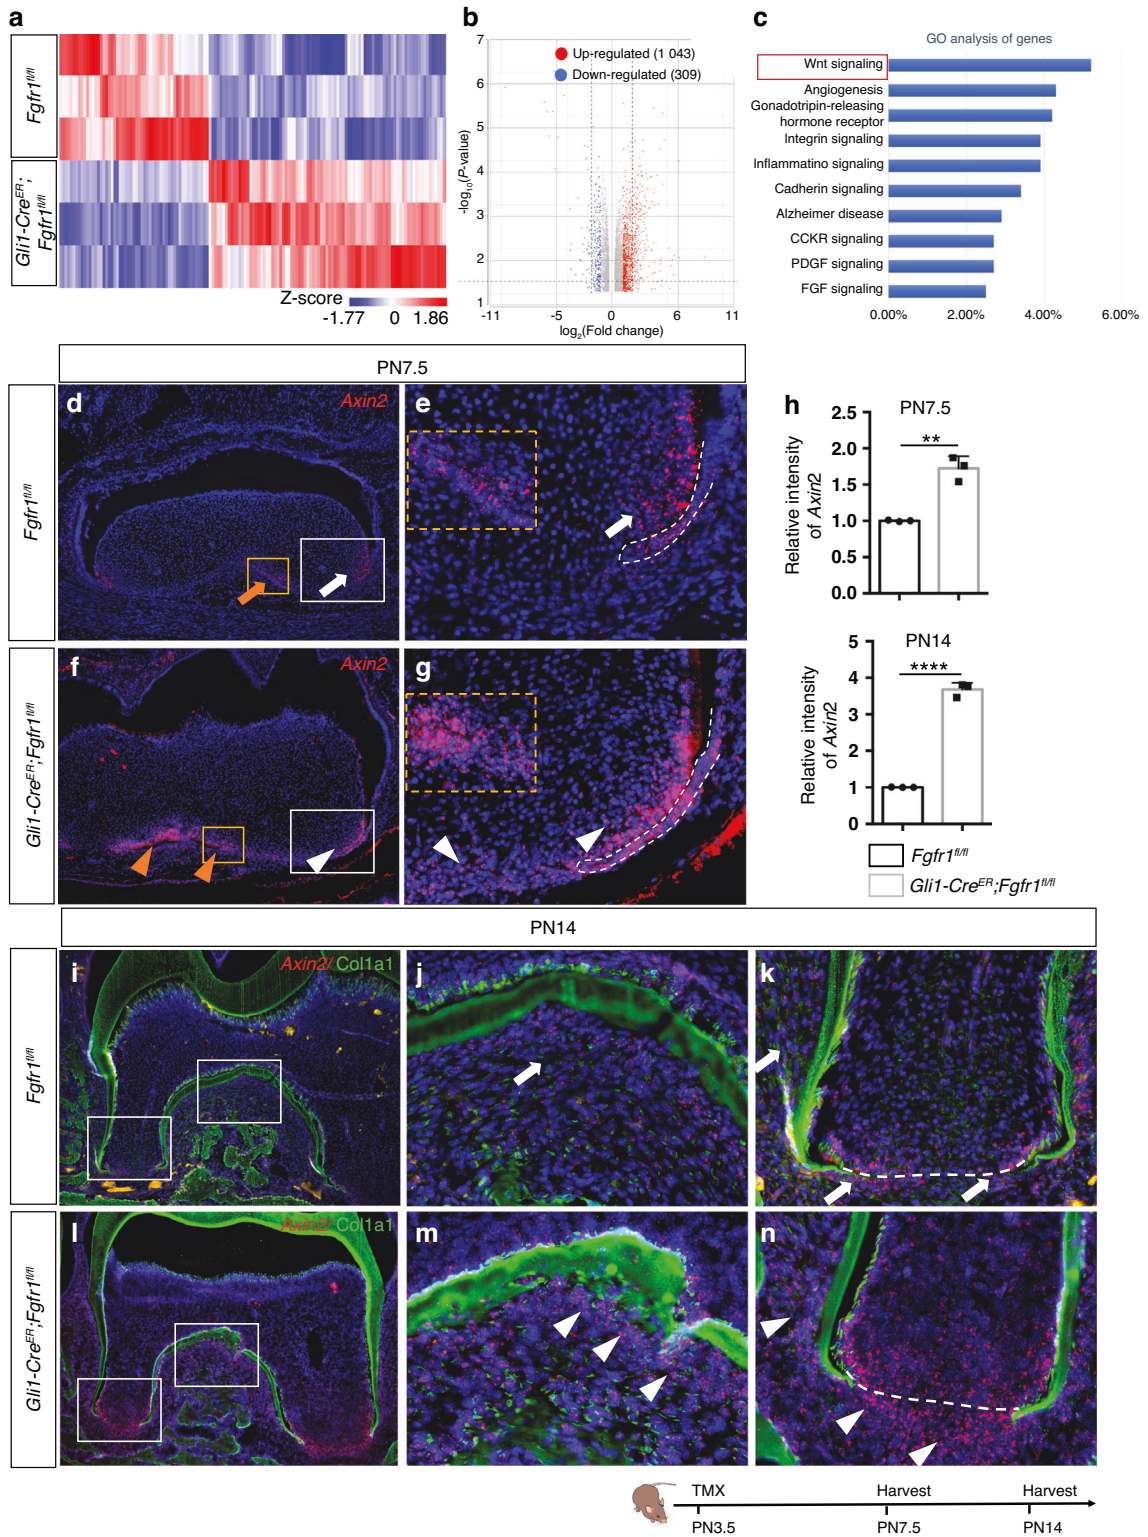 a
Fgfr1fl/fl
Gli1-CreER;
Fgfr1fl/fl
Z-score
-1.77 0 1.86
b
7
6
5
4
3
2
1
-log10(P-value)
Up-regulated (1 043)
Down-regulated (309)
-11 -5 0 6 11
log2(Fold change)
c
GO analysis of genes
Wnt signaling
Angiogenesis
Gonadotripin-releasing
hormone receptor
Integrin signaling
Inflammatino signaling
Cadherin signaling
Alzheimer disease
CCKR signaling
PDGF signaling
FGF signaling
0.00% 2.00% 4.00% 6.00%
PN7.5
Fgfr1fl/fl
d
Axin2
e
Gli1-CreER;Fgfr1fl/fl
f
Axin2
g
h
PN7.5
Relative intensity
of Axin2
2.5
2.0
1.5
1.0
0.5
0.0
**
PN14
Relative intensity
of Axin2
5
4
3
2
1
0
****
Fgfr1fl/fl
Gli1-CreER;Fgfr1fl/fl
PN14
Fgfr1fl/fl
i
Axin2/Col1a1
j
k
Gli1-CreER;Fgfr1fl/fl
l
Axin2/Col1a1
m
n
TMX Harvest Harvest
PN3.5 PN7.5 PN14